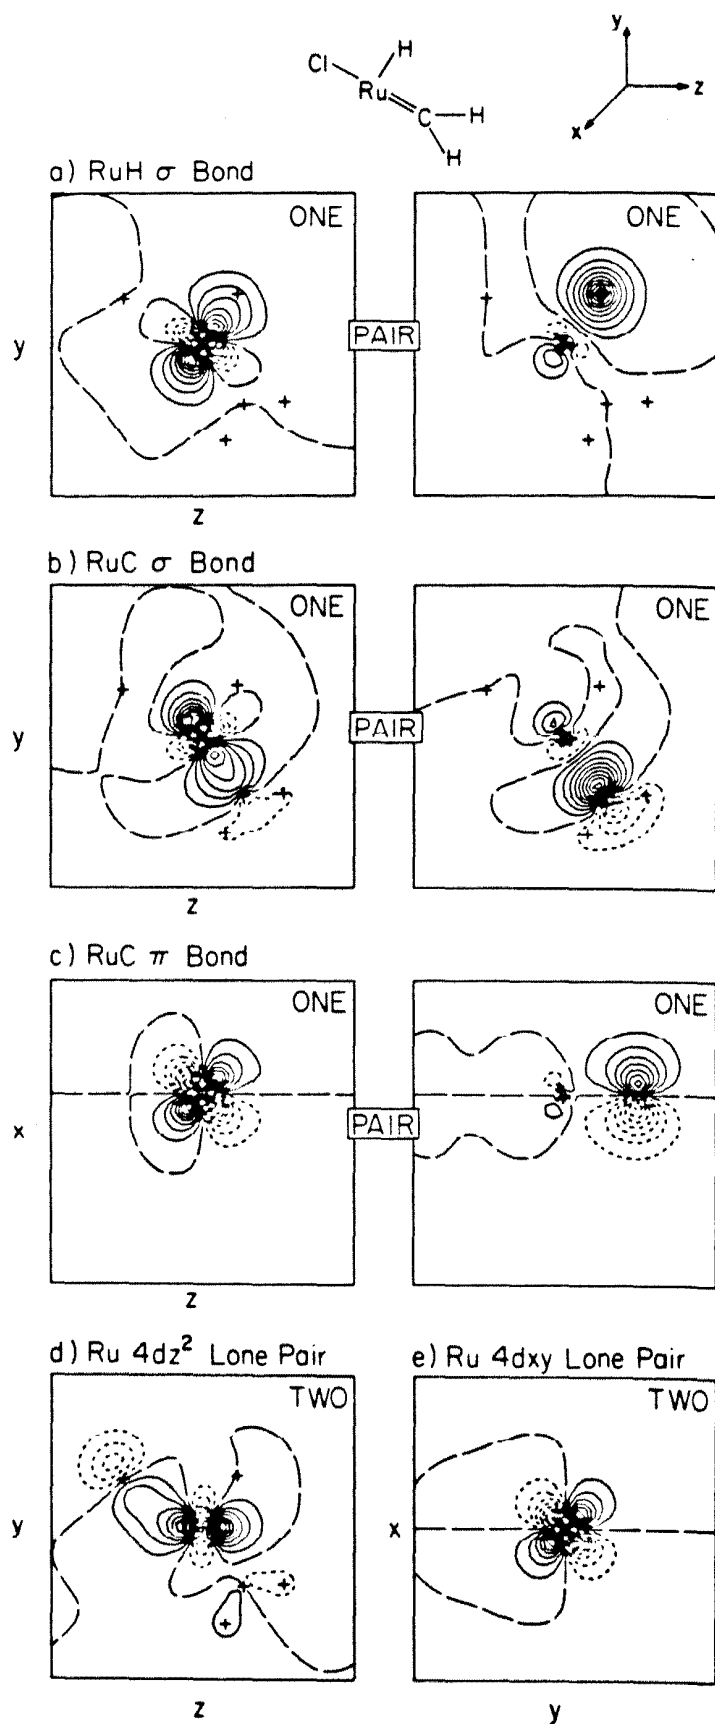 y
H
Cl
Ru
C
H
H
z
x
a) RuH σ Bond
ONE
ONE
PAIR
y
z
b) RuC σ Bond
ONE
ONE
PAIR
y
z
c) RuC π Bond
ONE
ONE
PAIR
x
z
d) Ru 4dz² Lone Pair
e) Ru 4dxy Lone Pair
TWO
TWO
y
x
z
y